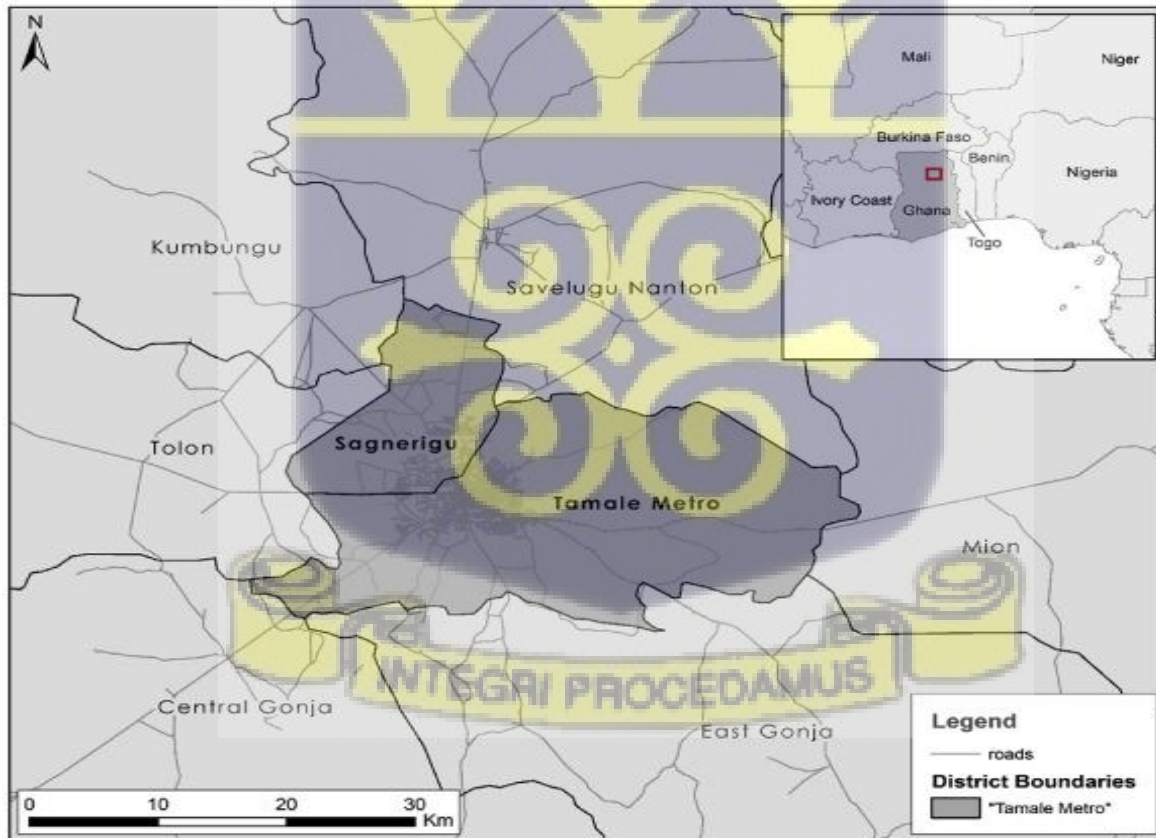 N
Mali
Niger
Burkina Faso
Benin
Nigeria
Ivory Coast
Ghana
Togo
Kumbungu
Savelugu Nanton
Tolon
Sagnerigu
Tamale Metro
Mion
INTEGRI PROCEDAMUS
Central Gonja
East Gonja
Legend
roads
District Boundaries
"Tamale Metro"
0 10 20 30
Km